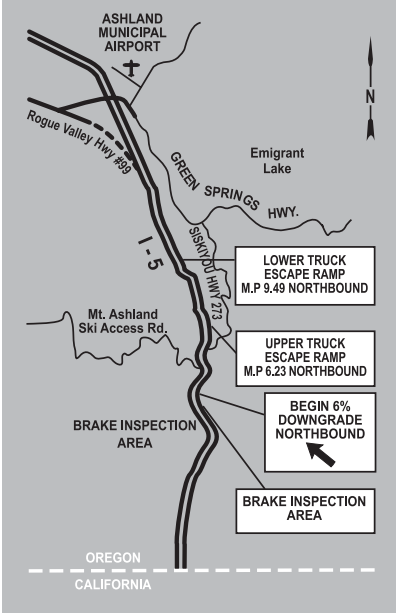 ASHLAND
MUNICIPAL
AIRPORT
N
Rogue Valley Hwy #99
Emigrant
Lake
GREEN SPRINGS HWY.
SISKIYOU HWY 273
I - 5
LOWER TRUCK
ESCAPE RAMP
M.P 9.49 NORTHBOUND
Mt. Ashland
Ski Access Rd.
UPPER TRUCK
ESCAPE RAMP
M.P 6.23 NORTHBOUND
BEGIN 6%
DOWNGRADE
NORTHBOUND
BRAKE INSPECTION
AREA
BRAKE INSPECTION
AREA
OREGON
CALIFORNIA